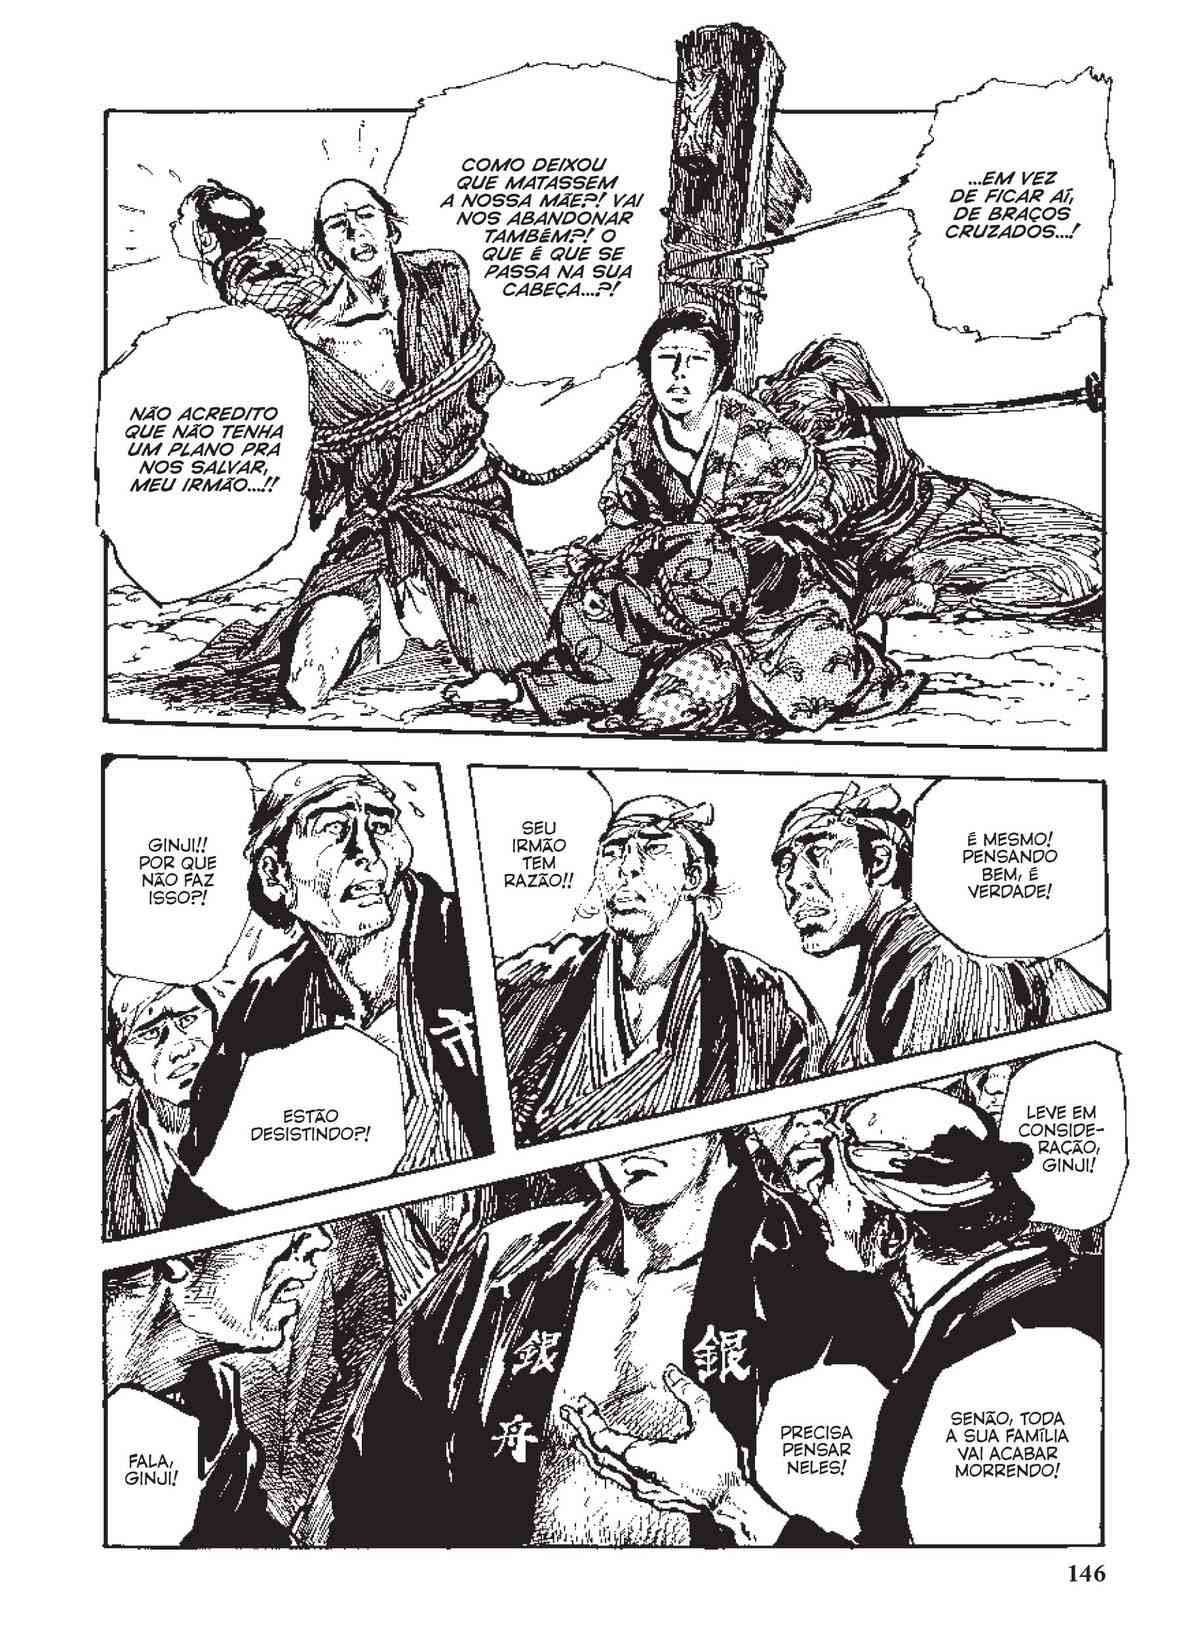 ...EM VEZ
DE FICAR AÍ,
DE BRAÇOS
CRUZADOS...!
COMO DEIXOU
QUE MATASSEM
A NOSSA MÃE?! VAI
NOS ABANDONAR
TAMBÉM?! O
QUE É QUE SE
PASSA NA SUA
CABEÇA...?!
NÃO ACREDITO
QUE NÃO TENHA
UM PLANO PRA
NOS SALVAR,
MEU IRMÃO...!!
É MESMO!
PENSANDO
BEM, É
VERDADE!
SEU
IRMÃO
TEM
RAZÃO!!
GINJI!!
POR QUE
NÃO FAZ
ISSO?!
ESTÃO
DESISTINDO?!
LEVE EM
CONSIDE-
RAÇÃO,
GINJI!
SENÃO, TODA
A SUA FAMÍLIA
VAI ACABAR
MORRENDO!
PRECISA
PENSAR
NELES!
銀
銀
舟
FALA,
GINJI!
146